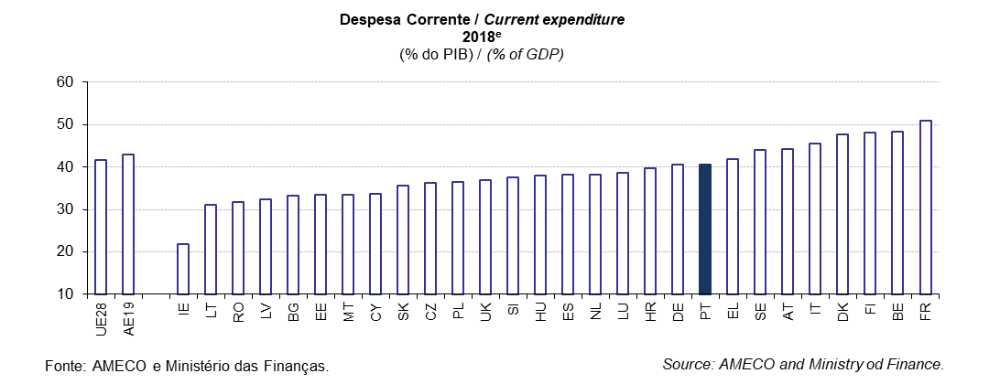 Despesa Corrente / Current expenditure
2018e
(% do PIB) / (% of GDP)
60
50
40
30
20
10
UE28 AE19 IE LT RO LV BG EE MT CY SK CZ PL UK SI HU ES NL LU HR DE PT EL SE AT IT DK FI BE FR
Fonte: AMECO e Ministério das Finanças.
Source: AMECO and Ministry od Finance.